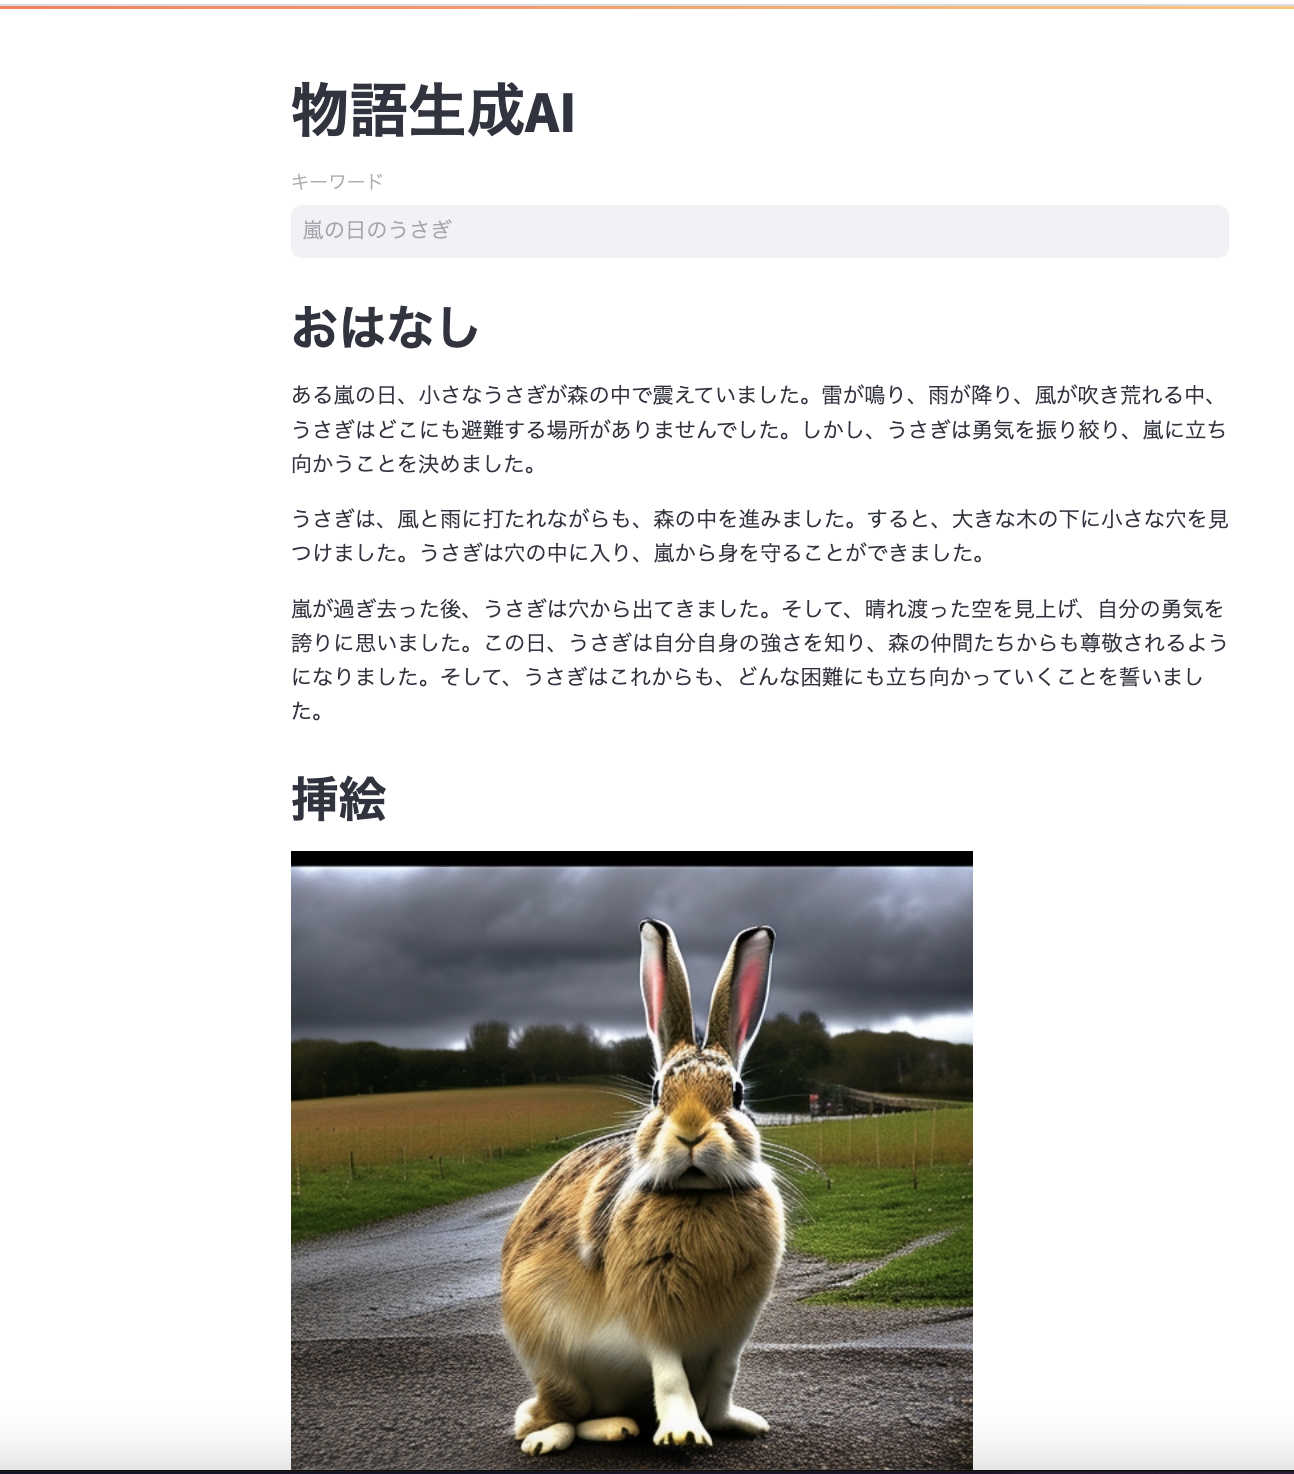 物語生成AI
キーワード
嵐の日のうさぎ
おはなし
ある嵐の日、小さなうさぎが森の中で震えていました。雷が鳴り、雨が降り、風が吹き荒れる中、
うさぎはどこにも避難する場所がありませんでした。しかし、うさぎは勇気を振り絞り、嵐に立ち
向かうことを決めました。
うさぎは、風と雨に打たれながらも、森の中を進みました。すると、大きな木の下に小さな穴を見
つけました。うさぎは穴の中に入り、嵐から身を守ることができました。
嵐が過ぎ去った後、うさぎは穴から出てきました。そして、晴れ渡った空を見上げ、自分の勇気を
誇りに思いました。この日、うさぎは自分自身の強さを知り、森の仲間たちからも尊敬されるよう
になりました。そして、うさぎはこれからも、どんな困難にも立ち向かっていくことを誓いまし
た。
挿絵